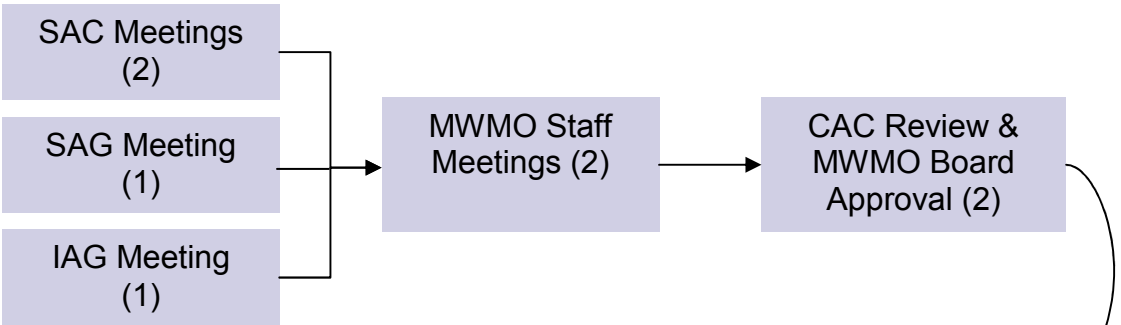 SAC Meetings
(2)
SAG Meeting
(1)
IAG Meeting
(1)
MWMO Staff
Meetings (2)
CAC Review &
MWMO Board
Approval (2)